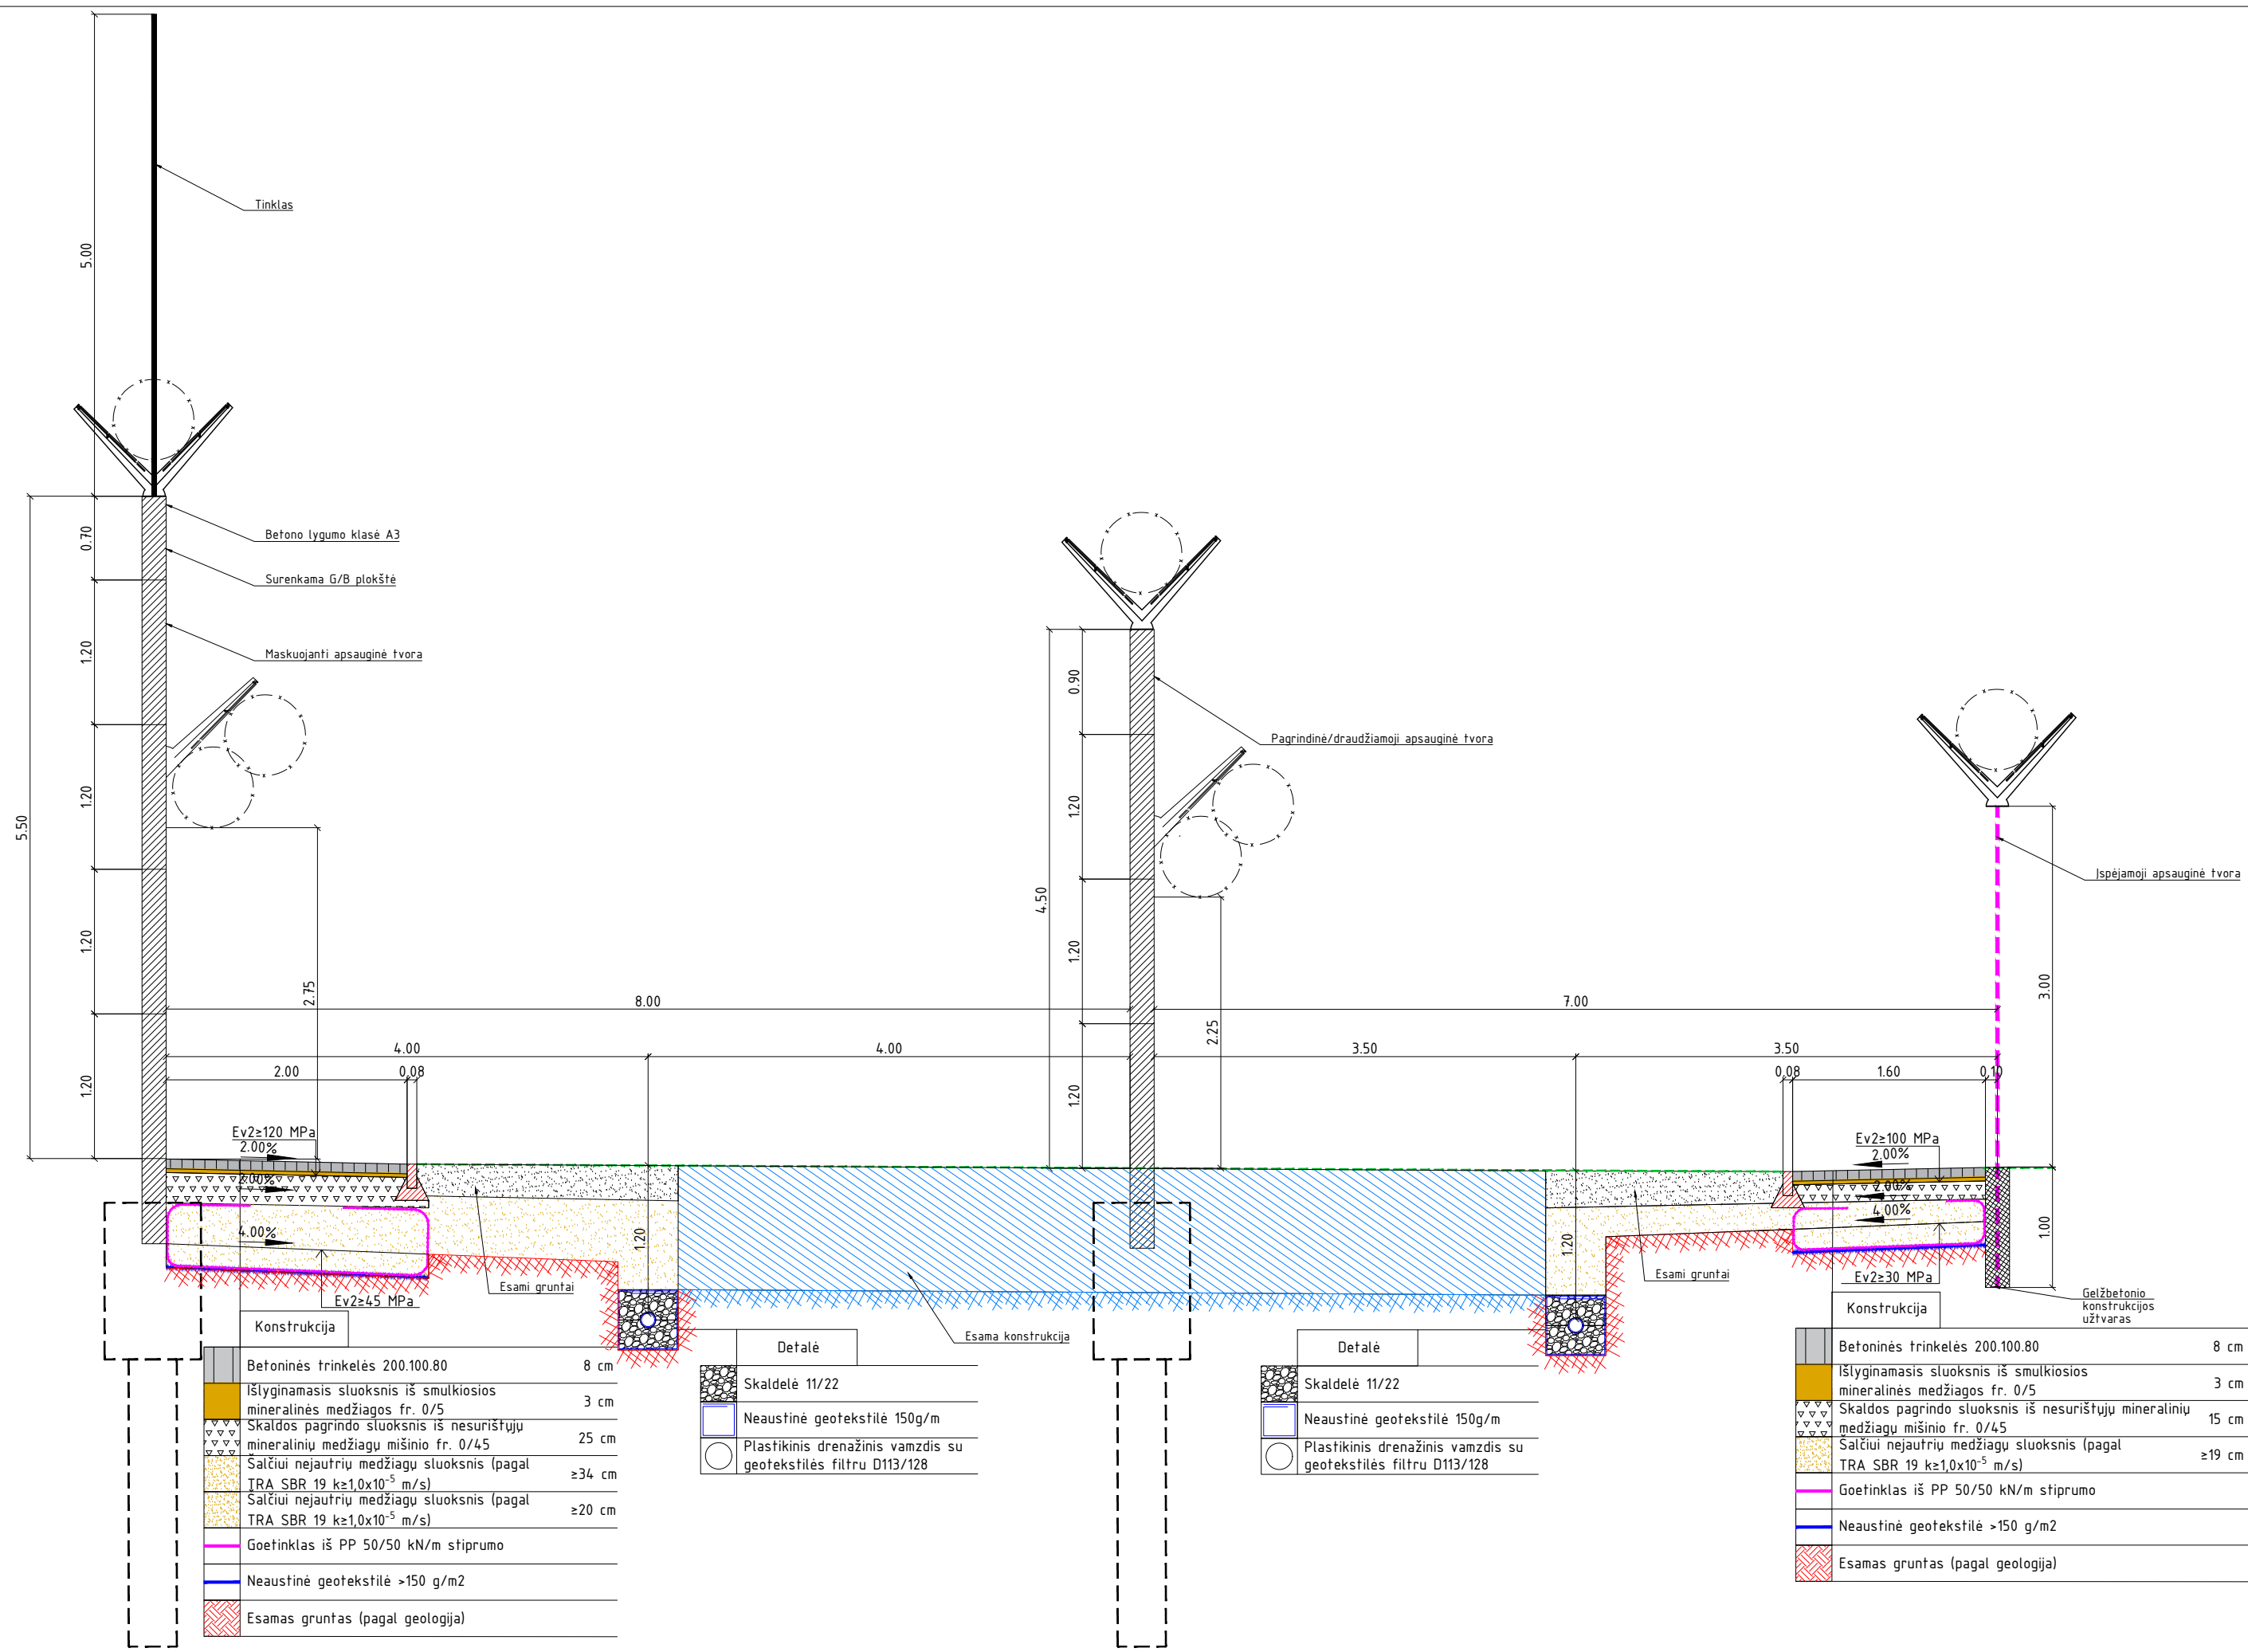 5.00
Tinklas
0.70
Betono lygumo klasė A3
Surenkama G/B plokštė
1.20
Maskuojanti apsauginė tvora
0.90
Pagrindinė/draudžiamoji apsauginė tvora
1.20
1.20
5.50
4.50
Įspėjamoji apsauginė tvora
1.20
1.20
2.75
8.00
7.00
3.00
2.25
4.00
4.00
3.50
3.50
2.00
0.08
0.08
1.60
0.10
1.20
1.20
Ev2≥120 MPa
2.00%
Ev2≥100 MPa
2.00%
2.00%
2.00%
4.00%
4.00%
1.20
1.20
1.00
Esami gruntai
Esami gruntai
Ev2≥45 MPa
Ev2≥30 MPa
Gelžbetonio
konstrukcijos
užtvaras
Esama konstrukcija
Konstrukcija
Betoninės trinkelės 200.100.80 8 cm
Išlyginamasis sluoksnis iš smulkiosios
mineralinės medžiagos fr. 0/5 3 cm
Skaldos pagrindo sluoksnis iš nesurištųjų
mineralinių medžiagų mišinio fr. 0/45 25 cm
Šalčiui nejautrių medžiagų sluoksnis (pagal
TRA SBR 19 k≥1,0x10⁻⁵ m/s) ≥34 cm
Šalčiui nejautrių medžiagų sluoksnis (pagal
TRA SBR 19 k≥1,0x10⁻⁵ m/s) ≥20 cm
Goetinklas iš PP 50/50 kN/m stiprumo
Neaustinė geotekstilė >150 g/m2
Esamas gruntas (pagal geologija)
Detalė
Skaldelė 11/22
Neaustinė geotekstilė 150g/m
Plastikinis drenažinis vamzdis su
geotekstilės filtru D113/128
Detalė
Skaldelė 11/22
Neaustinė geotekstilė 150g/m
Plastikinis drenažinis vamzdis su
geotekstilės filtru D113/128
Konstrukcija
Betoninės trinkelės 200.100.80 8 cm
Išlyginamasis sluoksnis iš smulkiosios
mineralinės medžiagos fr. 0/5 3 cm
Skaldos pagrindo sluoksnis iš nesurištųjų mineralinių
medžiagų mišinio fr. 0/45 15 cm
Šalčiui nejautrių medžiagų sluoksnis (pagal
TRA SBR 19 k≥1,0x10⁻⁵ m/s) ≥19 cm
Goetinklas iš PP 50/50 kN/m stiprumo
Neaustinė geotekstilė >150 g/m2
Esamas gruntas (pagal geologija)